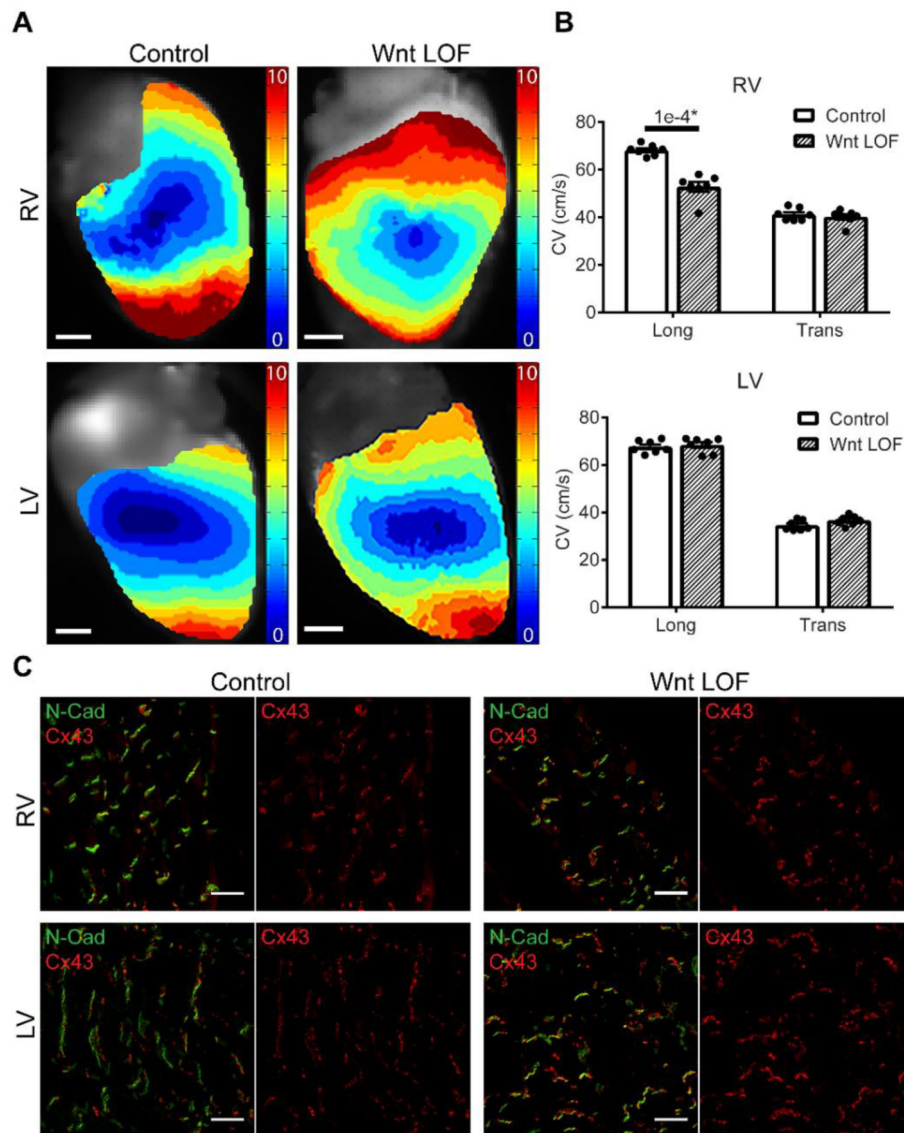 A
Control
Wnt LOF
RV
10
0
10
0
LV
10
0
10
0
B
RV
1e-4*
Control
Wnt LOF
CV (cm/s)
80
60
40
20
0
Long
Trans
LV
Control
Wnt LOF
CV (cm/s)
80
60
40
20
0
Long
Trans
C
Control
Wnt LOF
RV
N-Cad
Cx43
Cx43
N-Cad
Cx43
Cx43
LV
N-Cad
Cx43
Cx43
N-Cad
Cx43
Cx43